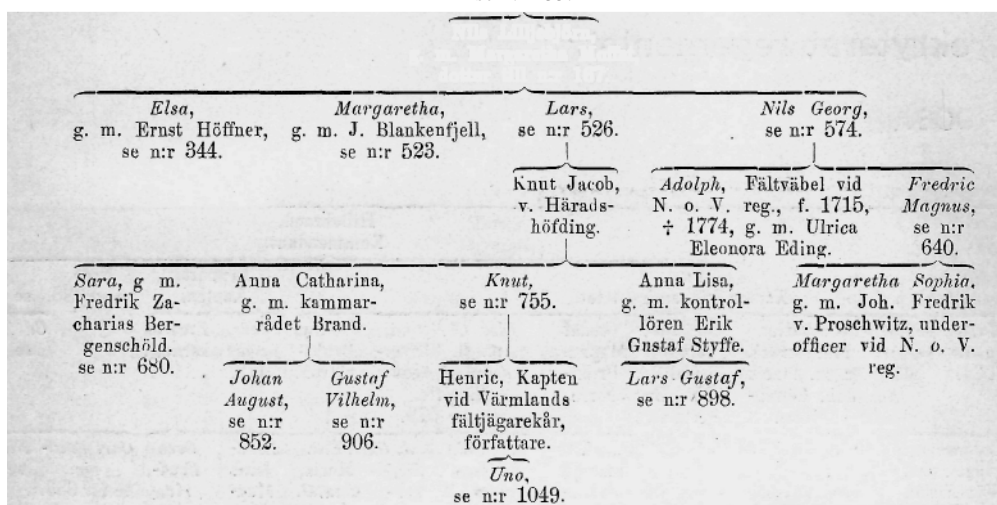 Elsa,
g. m. Ernst Höffner,
se n:r 344.
Margaretha,
g. m. J. Blankenfjell,
se n:r 523.
Lars,
se n:r 526.
Nils Georg,
se n:r 574.
Knut Jacob,
v. Härads-
höfding.
Adolph, Fältväbel vid
N. o. V. reg., f. 1715,
† 1774, g. m. Ulrica
Eleonora Eding.
Fredric
Magnus,
se n:r
640.
Sara, g m.
Fredrik Za-
charias Ber-
genschöld.
se n:r 680.
Anna Catharina,
g. m. kammar-
rådet Brand.
Knut,
se n:r 755.
Anna Lisa,
g. m. kontrol-
lören Erik
Gustaf Styffe.
Margaretha Sophia,
g. m. Joh. Fredrik
v. Proschwitz, under-
officer vid N. o. V.
reg.
Johan
August,
se n:r
852.
Gustaf
Vilhelm,
se n:r
906.
Henric, Kapten
vid Värmlands
fältjägarekår,
författare.
Lars Gustaf,
se n:r 898.
Uno,
se n:r 1049.